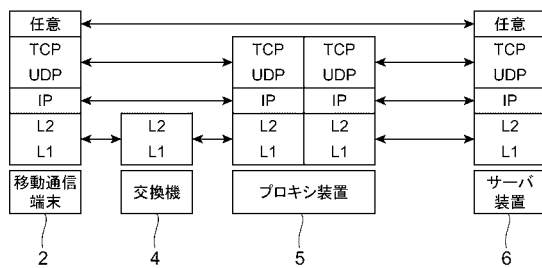 任意 任意
TCP TCP TCP TCP
UDP UDP UDP UDP
IP IP IP IP
L2 L2 L2 L2 L2
L1 L1 L1 L1 L1
移動通信
端末
交換機
プロキシ装置
サーバ
装置
2 4 5 6